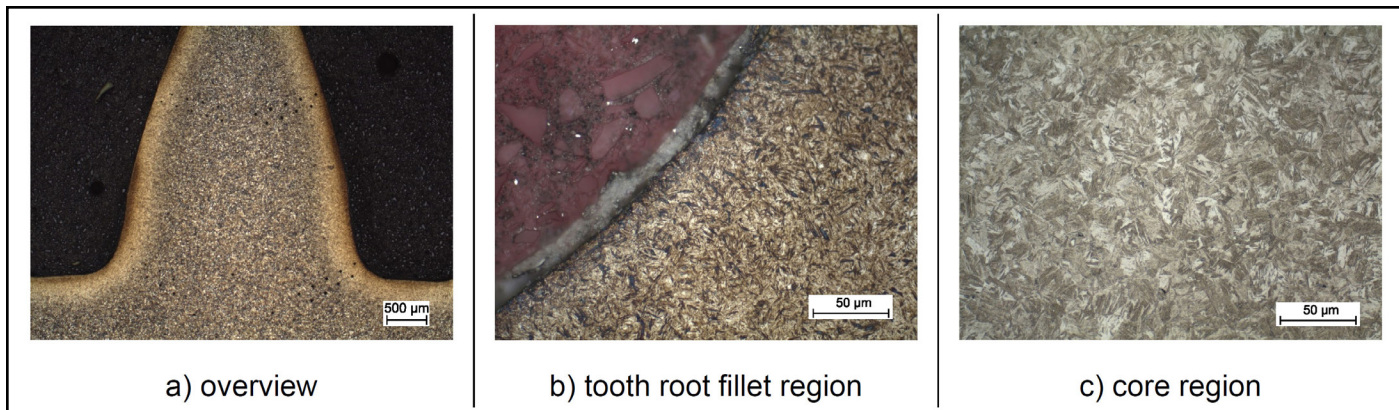 500 µm
50 µm
50 µm
a) overview
b) tooth root fillet region
c) core region